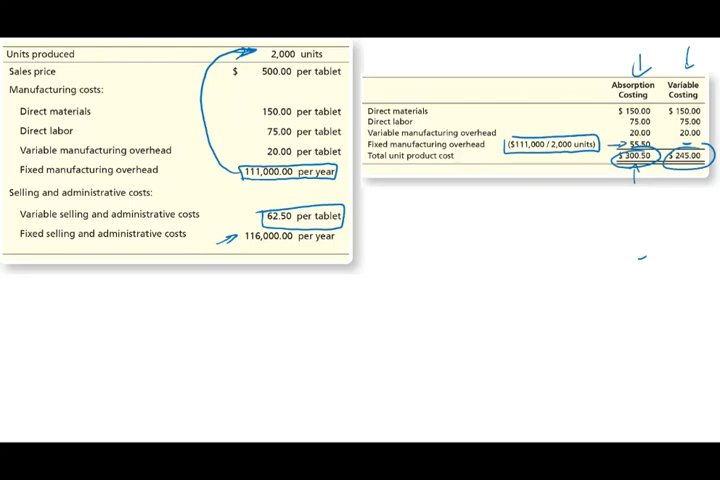 Units produced 2,000 units
Sales price $ 500.00 per tablet
Manufacturing costs:
Direct materials 150.00 per tablet
Direct labor 75.00 per tablet
Variable manufacturing overhead 20.00 per tablet
Fixed manufacturing overhead 111,000.00 per year
Selling and administrative costs:
Variable selling and administrative costs 62.50 per tablet
Fixed selling and administrative costs 116,000.00 per year
Absorption Variable
Costing Costing
Direct materials $ 150.00 $ 150.00
Direct labor 75.00 75.00
Variable manufacturing overhead 20.00 20.00
Fixed manufacturing overhead ($111,000 / 2,000 units) 55.50 –
Total unit product cost $ 300.50 $ 245.00